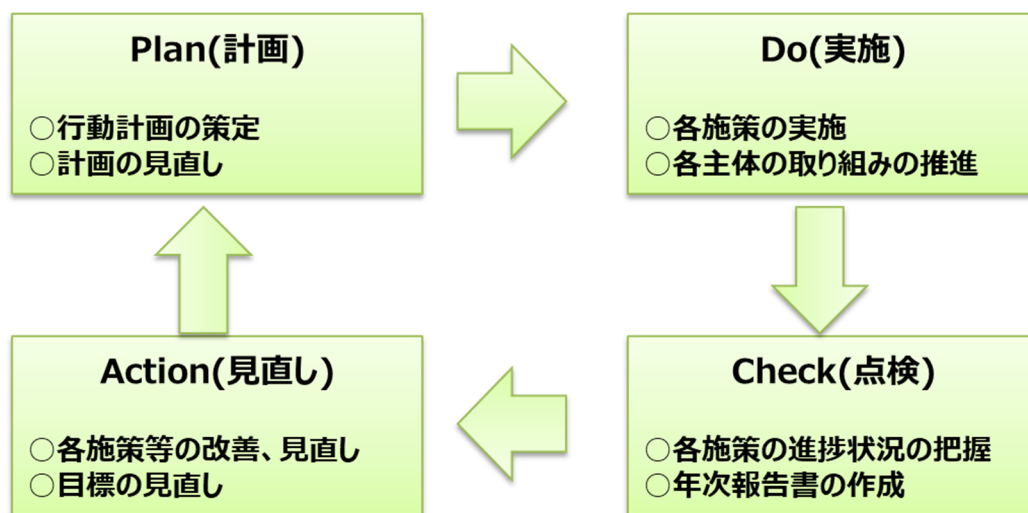 Plan(計画)
○行動計画の策定
○計画の見直し
Do(実施)
○各施策の実施
○各主体の取り組みの推進
Action(見直し)
○各施策等の改善、見直し
○目標の見直し
Check(点検)
○各施策の進捗状況の把握
○年次報告書の作成